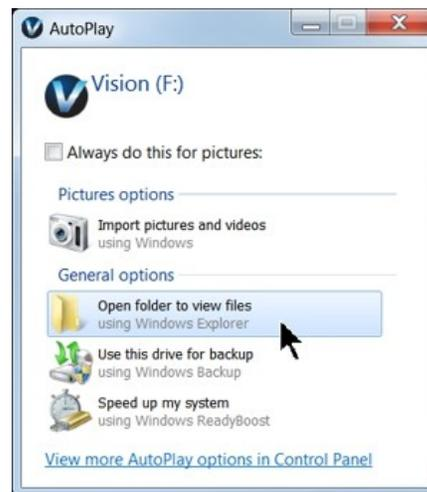 AutoPlay
Vision (F:)
Always do this for pictures:
Pictures options
Import pictures and videos
using Windows
General options
Open folder to view files
using Windows Explorer
Use this drive for backup
using Windows Backup
Speed up my system
using Windows ReadyBoost
View more AutoPlay options in Control Panel